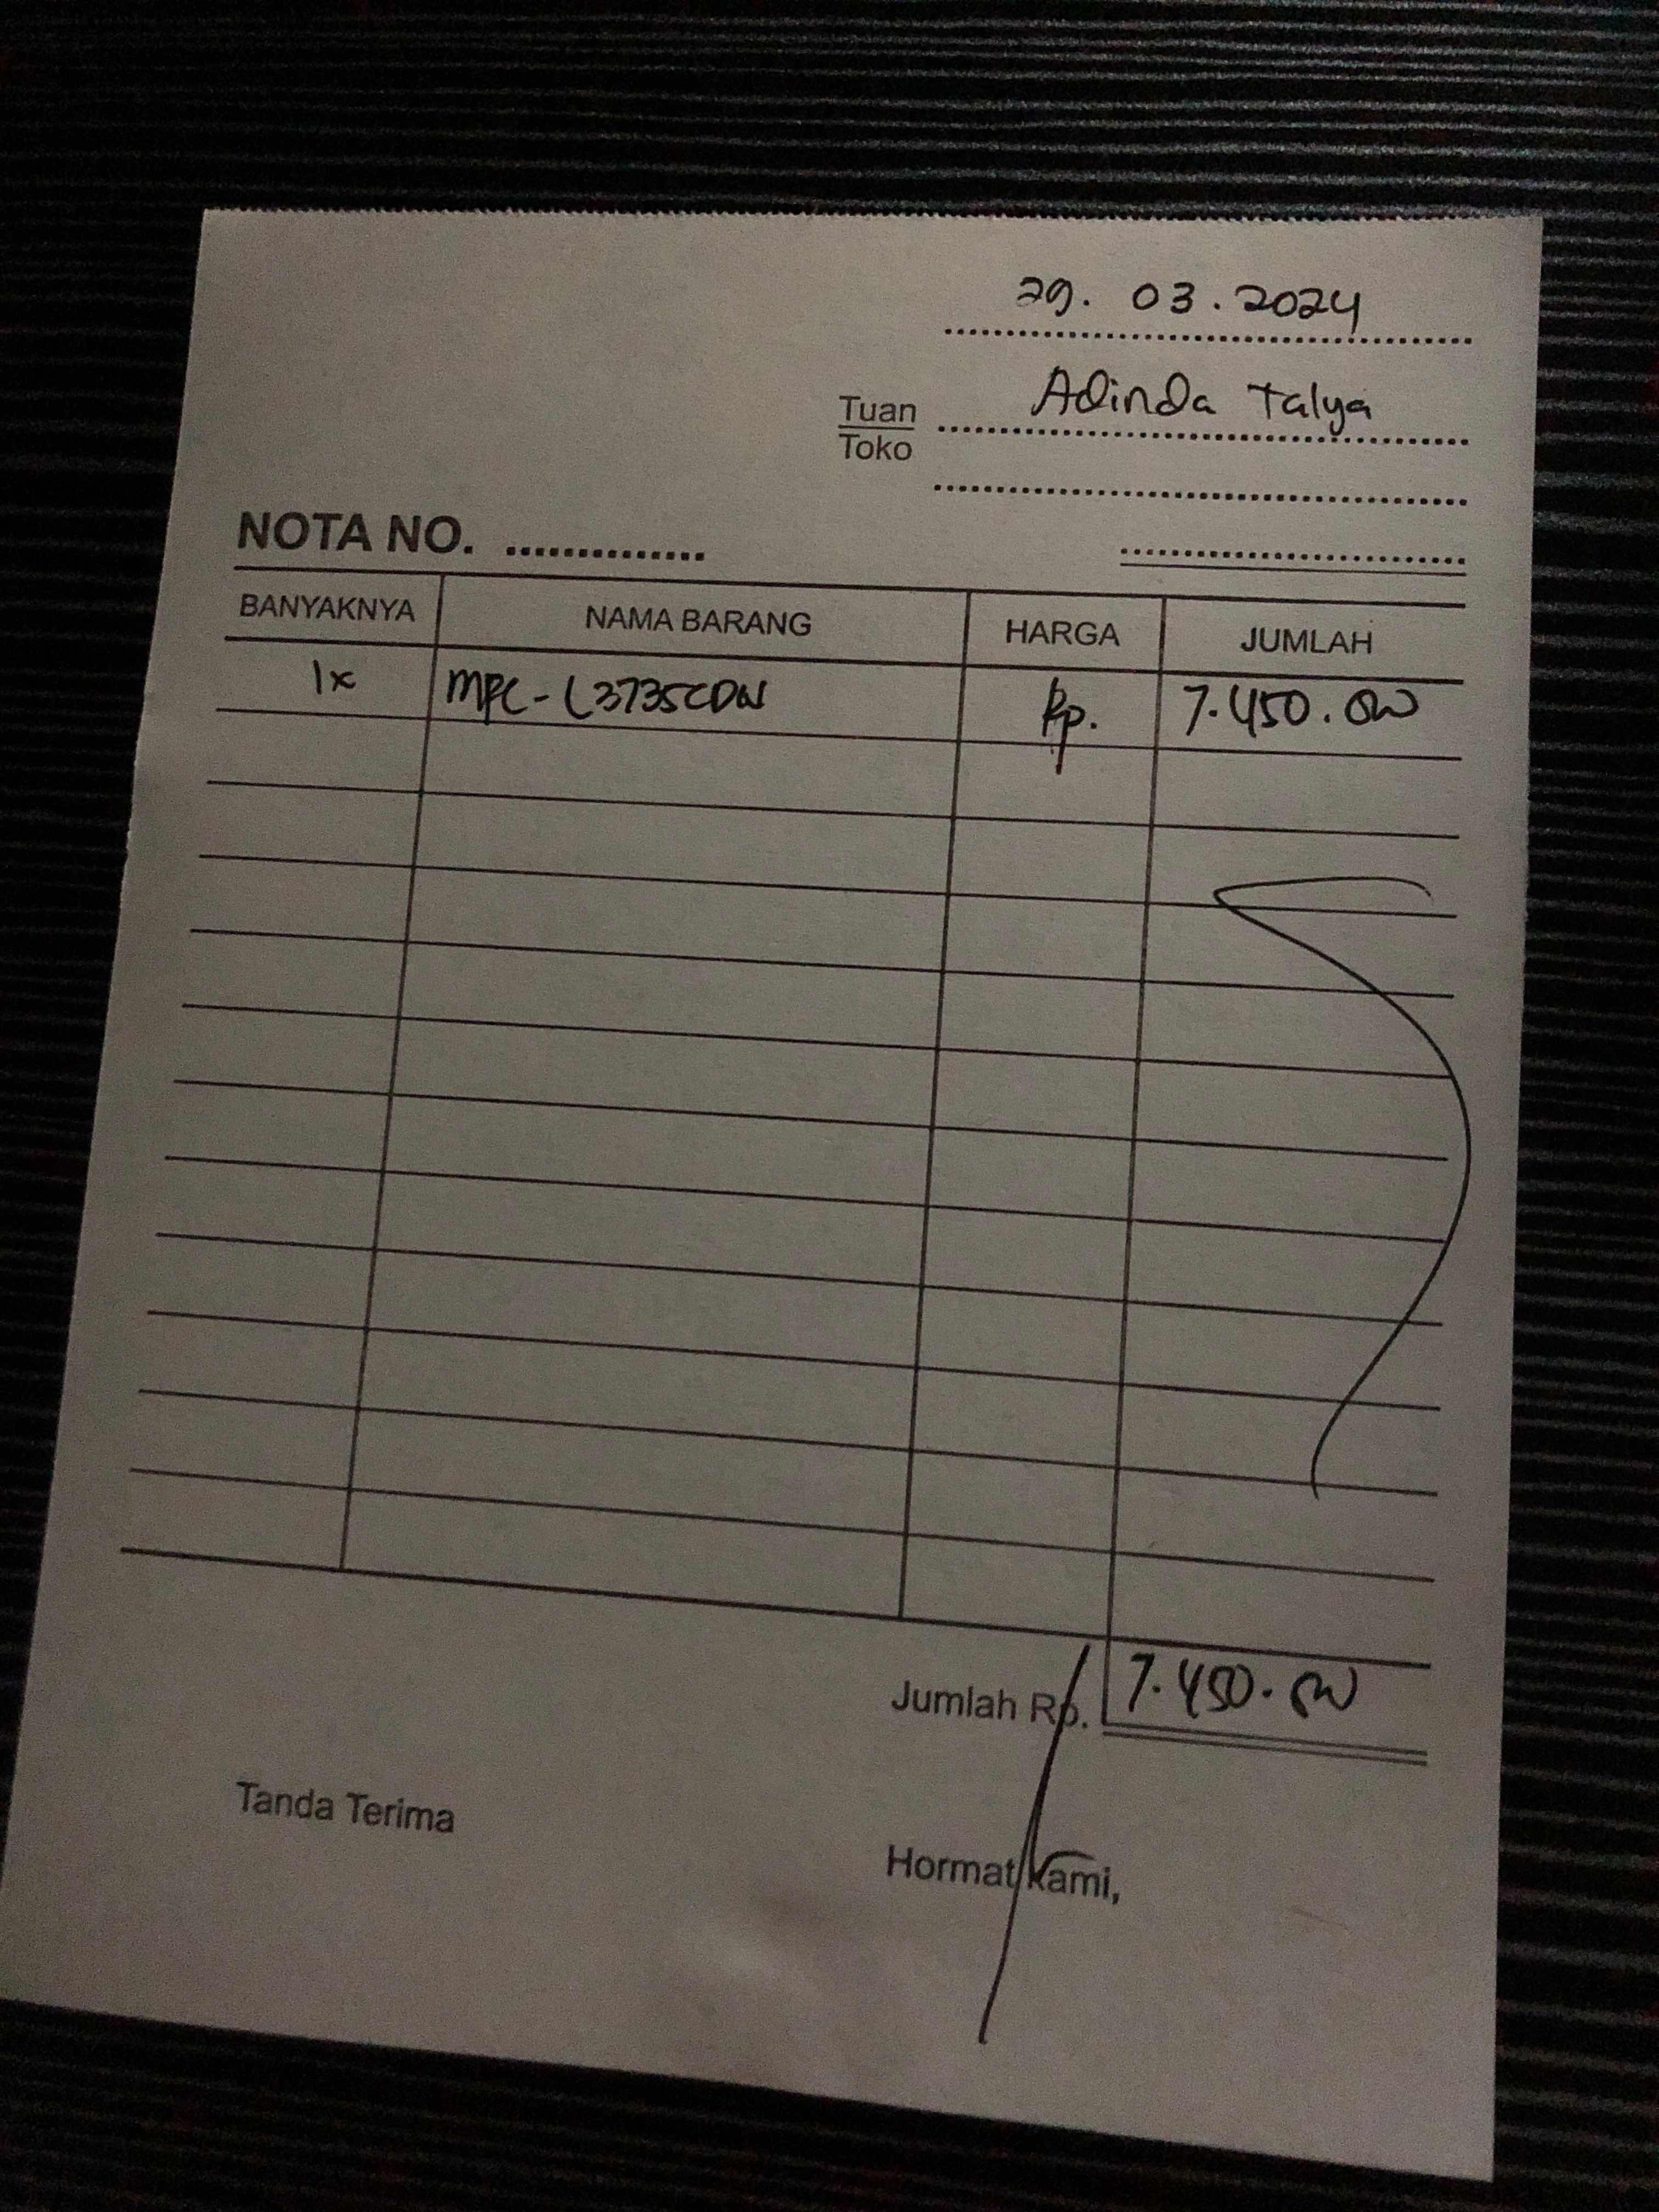 29. 03. 2024
Tuan
Toko
Adinda Talya
NOTA NO. ..............
BANYAKNYA NAMA BARANG HARGA JUMLAH
1x MFC-L3735CDN Rp. 7.450.000
Jumlah Rp. 7.450.000
Tanda Terima
Hormat Kami,